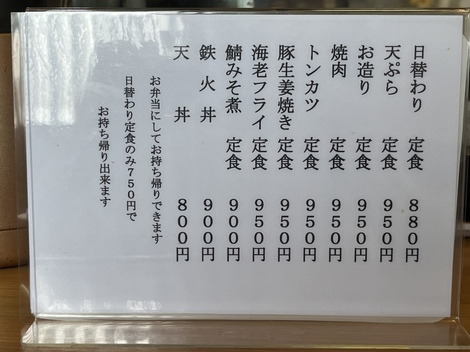 日替わり 定食 880円
天ぷら 定食 950円
お造り 定食 950円
焼肉 定食 950円
トンカツ 定食 950円
豚生姜焼き 定食 950円
海老フライ 定食 950円
鯖みそ煮 定食 900円
鉄火丼 900円
天丼 800円
お弁当にしてお持ち帰りできます
日替わり定食のみ750円で
お持ち帰り出来ます